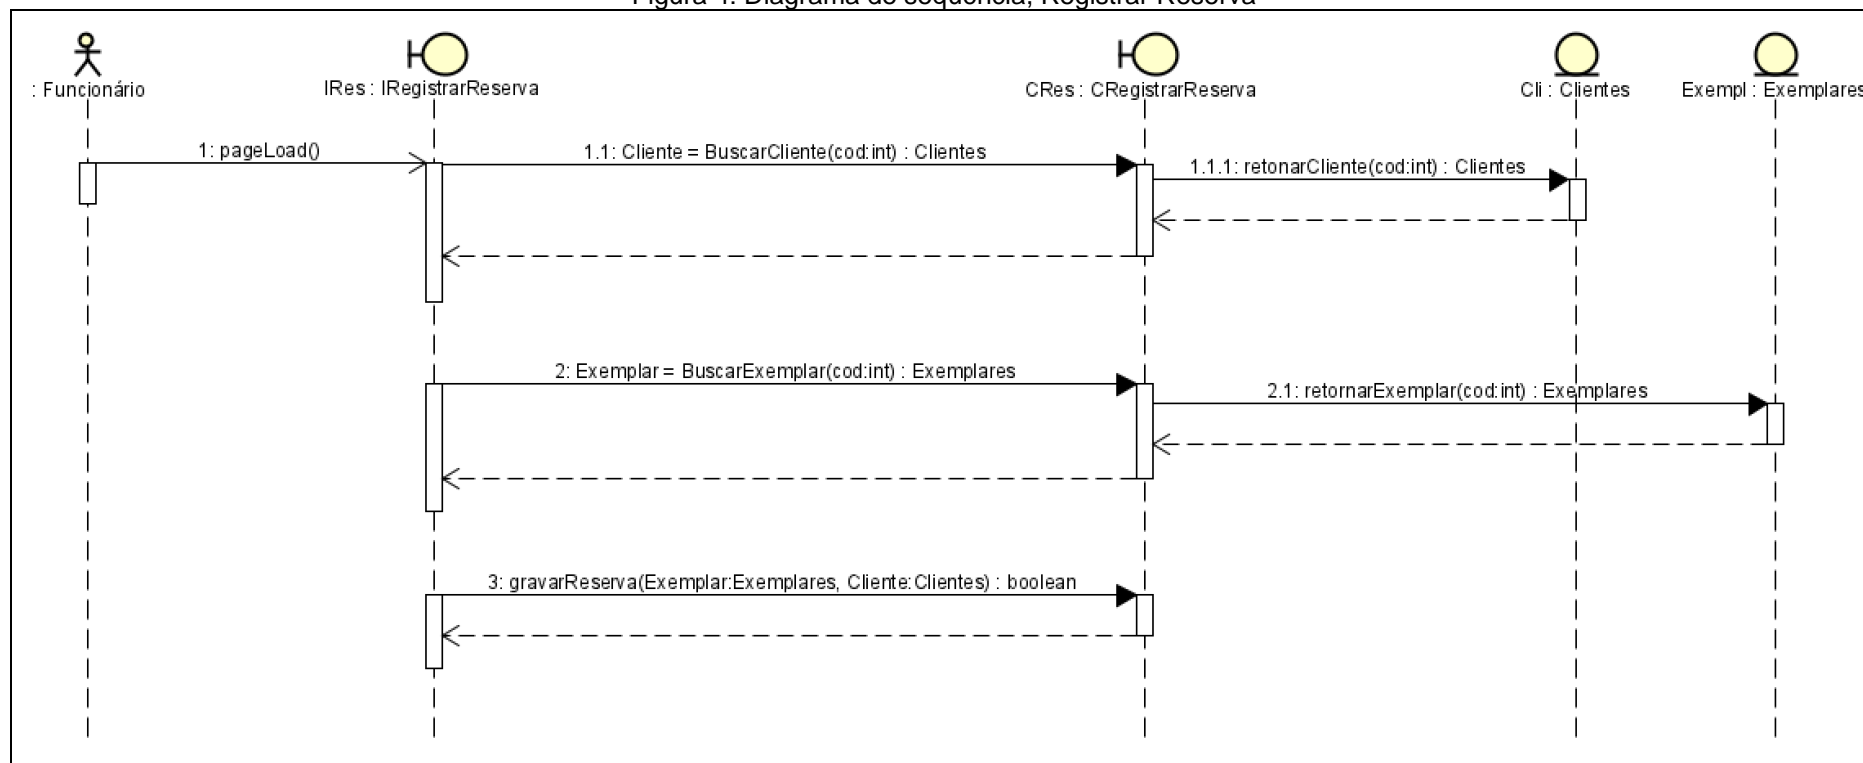 Figura 4. Diagrama de sequência, Registrar Reserva
: Funcionário
IRes : IRegistrarReserva
CRes : CRegistrarReserva
Cli : Clientes
Exempl : Exemplares
1: pageLoad()
1.1: Cliente = BuscarCliente(cod:int) : Clientes
1.1.1: retonarCliente(cod:int) : Clientes
2: Exemplar = BuscarExemplar(cod:int) : Exemplares
2.1: retornarExemplar(cod:int) : Exemplares
3: gravarReserva(Exemplar:Exemplares, Cliente:Clientes) : boolean